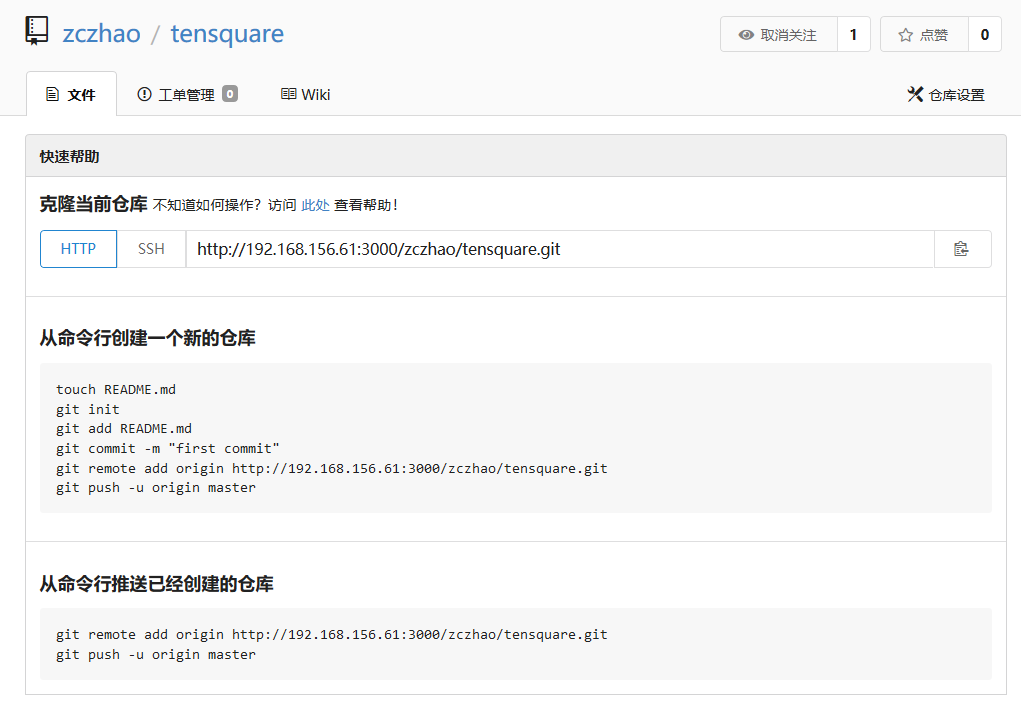 zczhao / tensquare
取消关注 1 点赞 0
文件 工单管理 0 Wiki 仓库设置
快速帮助
克隆当前仓库 不知道如何操作？访问 此处 查看帮助！
HTTP SSH http://192.168.156.61:3000/zczhao/tensquare.git
从命令行创建一个新的仓库
touch README.md
git init
git add README.md
git commit -m "first commit"
git remote add origin http://192.168.156.61:3000/zczhao/tensquare.git
git push -u origin master
从命令行推送已经创建的仓库
git remote add origin http://192.168.156.61:3000/zczhao/tensquare.git
git push -u origin master